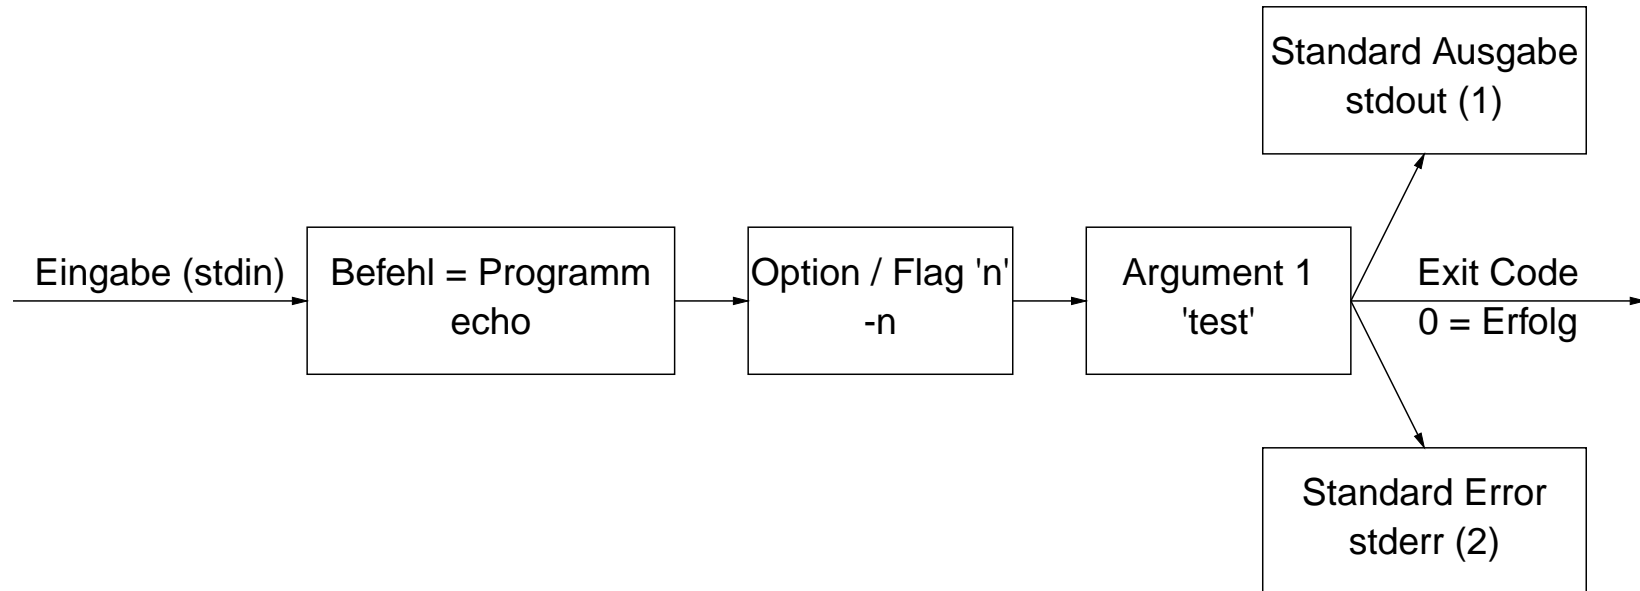 Standard Ausgabe
stdout (1)
Eingabe (stdin)
Befehl = Programm
echo
Option / Flag 'n'
-n
Argument 1
'test'
Exit Code
0 = Erfolg
Standard Error
stderr (2)